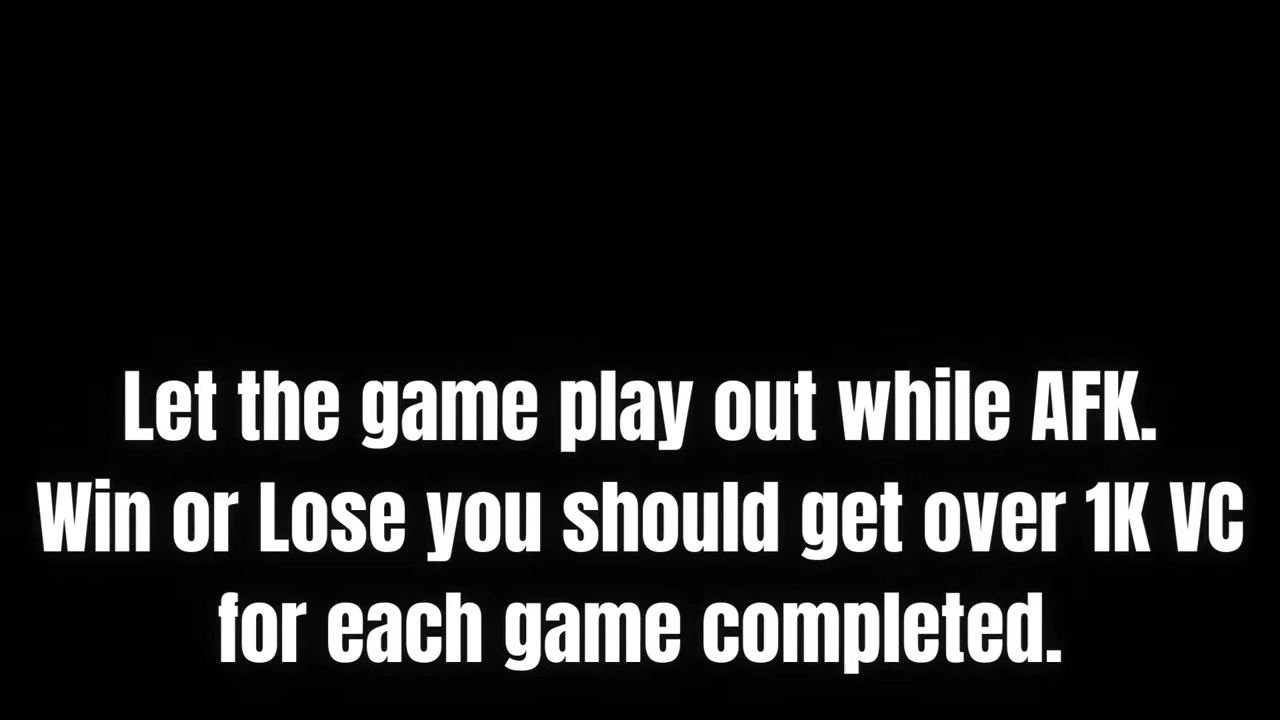 Let the game play out while AFK.
Win or Lose you should get over 1K VC
for each game completed.